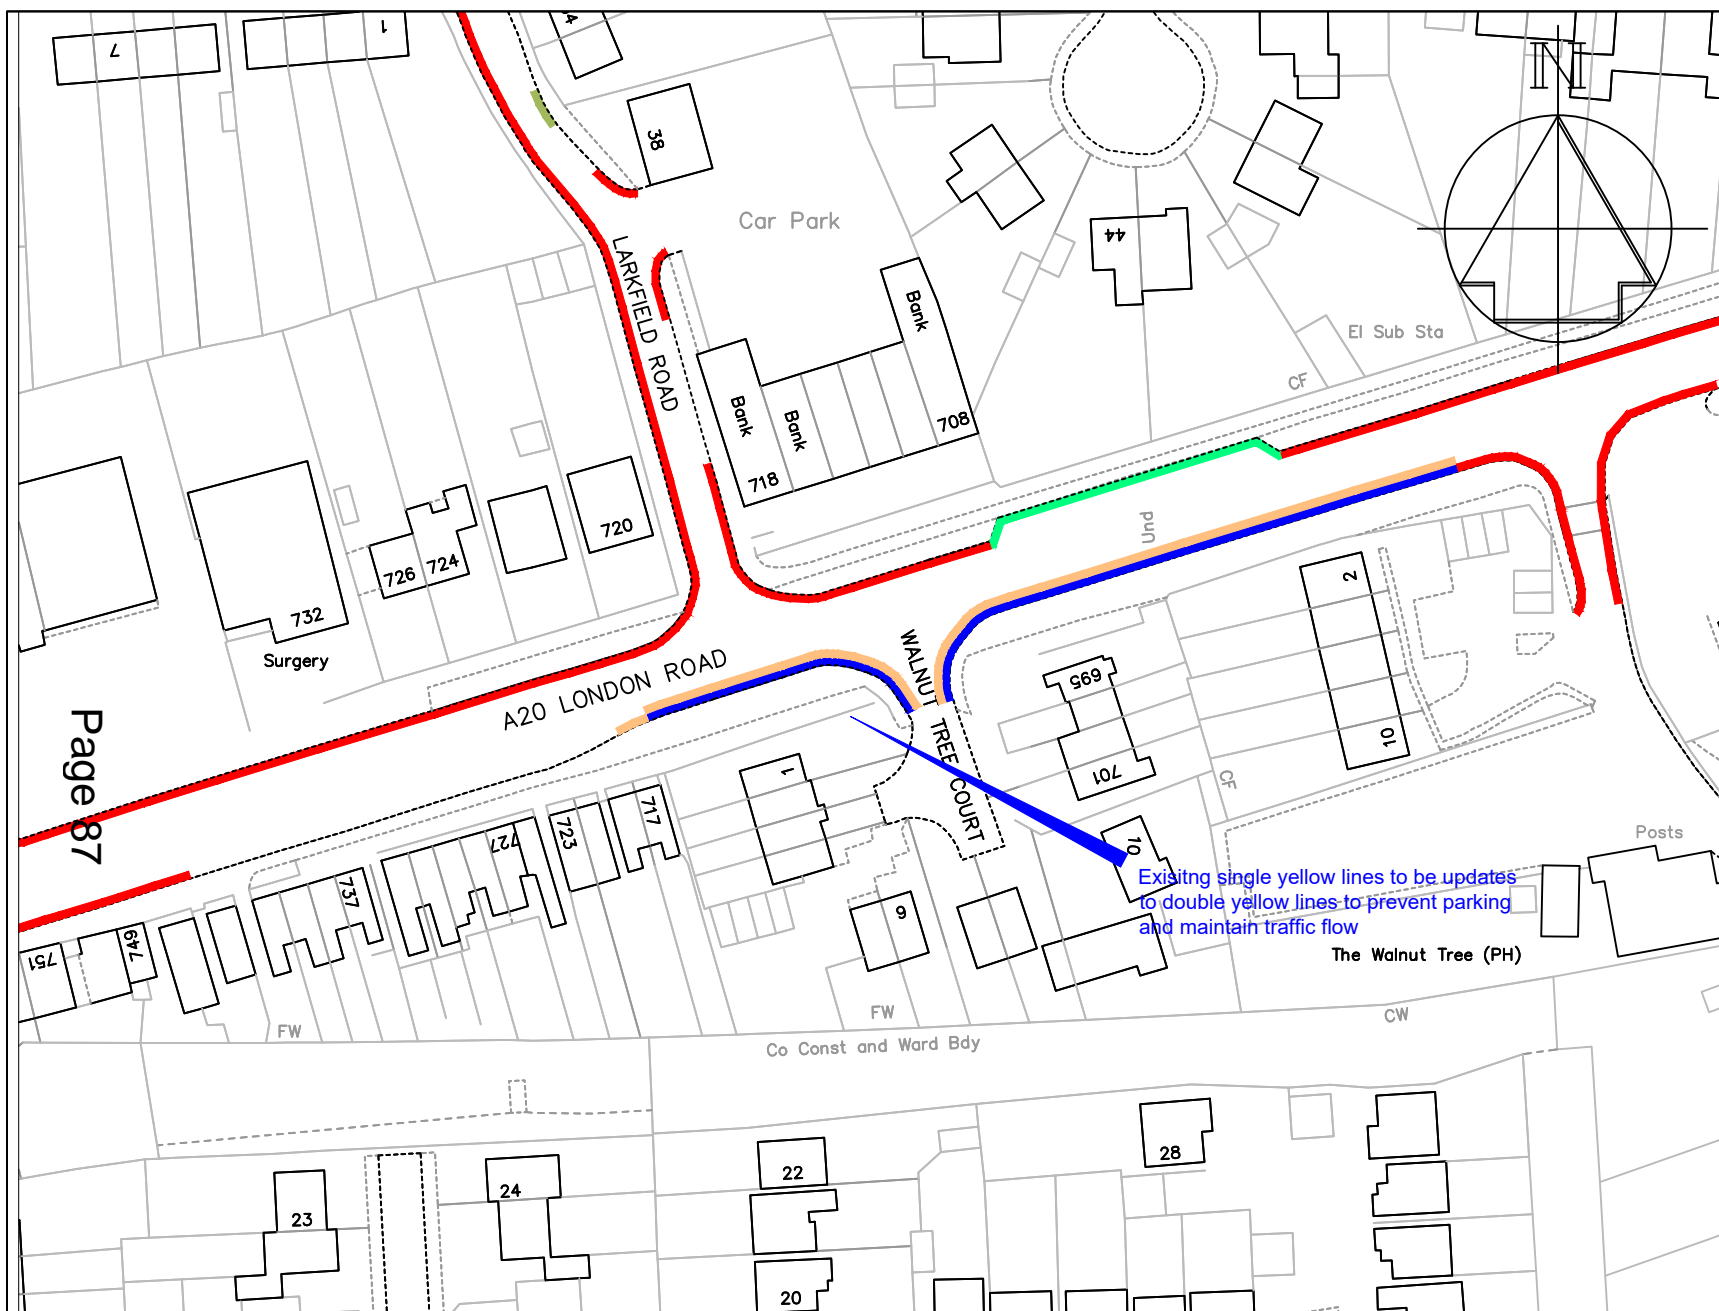 7
1
38
Car Park
44
LARKFIELD ROAD
Bank
El Sub Sta
CF
Bank
Bank
708
718
pun
720
726
724
732
Surgery
2
WALNUT TREE COURT
A20 LONDON ROAD
695
Page 87
10
701
1
CF
717
723
727
Posts
10
737
Exisitng single yellow lines to be updates
to double yellow lines to prevent parking
and maintain traffic flow
6
749
751
The Walnut Tree (PH)
FW
FW
CW
Co Const and Ward Bdy
28
22
24
23
20